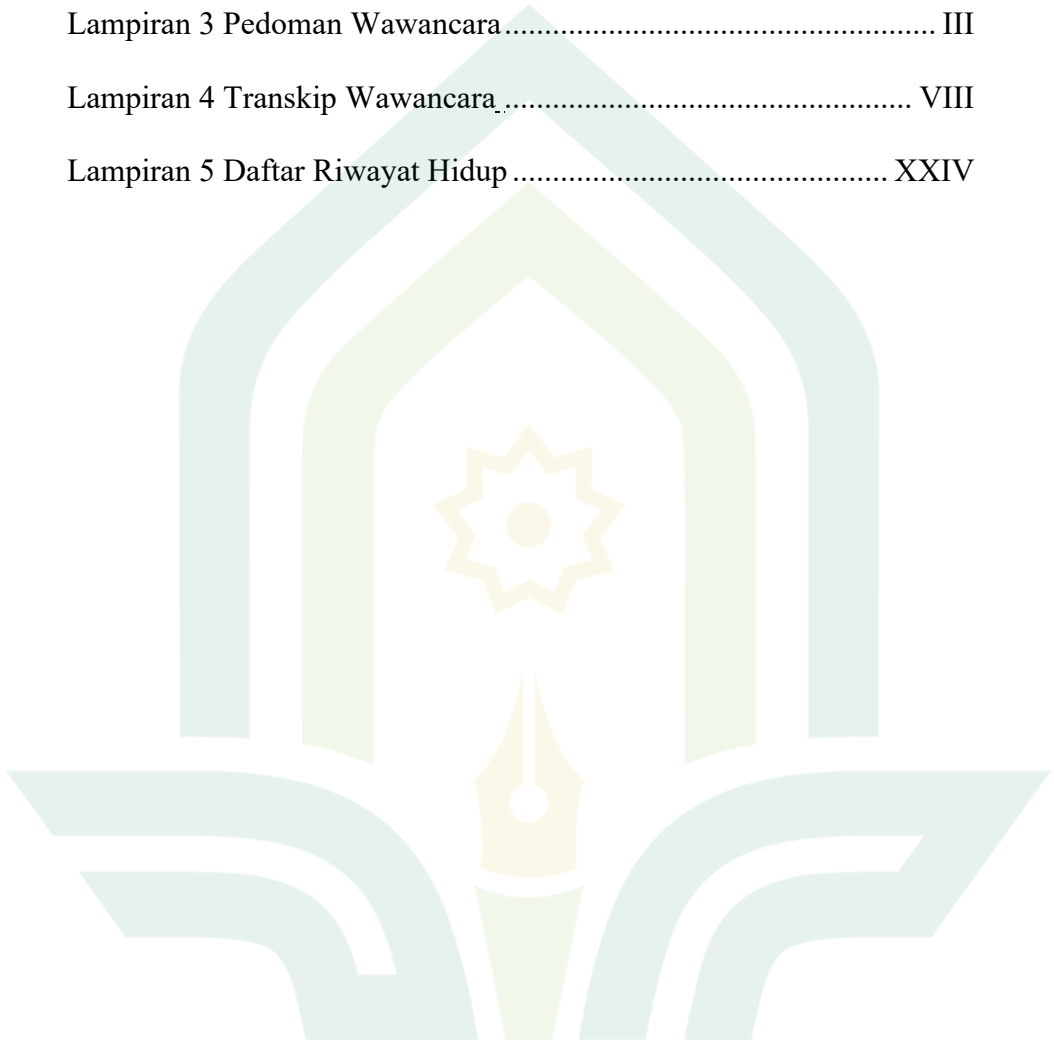 Lampiran 3 Pedoman Wawancara.................................................... III
Lampiran 4 Transkip Wawancara ................................................. VIII
Lampiran 5 Daftar Riwayat Hidup............................................. XXIV